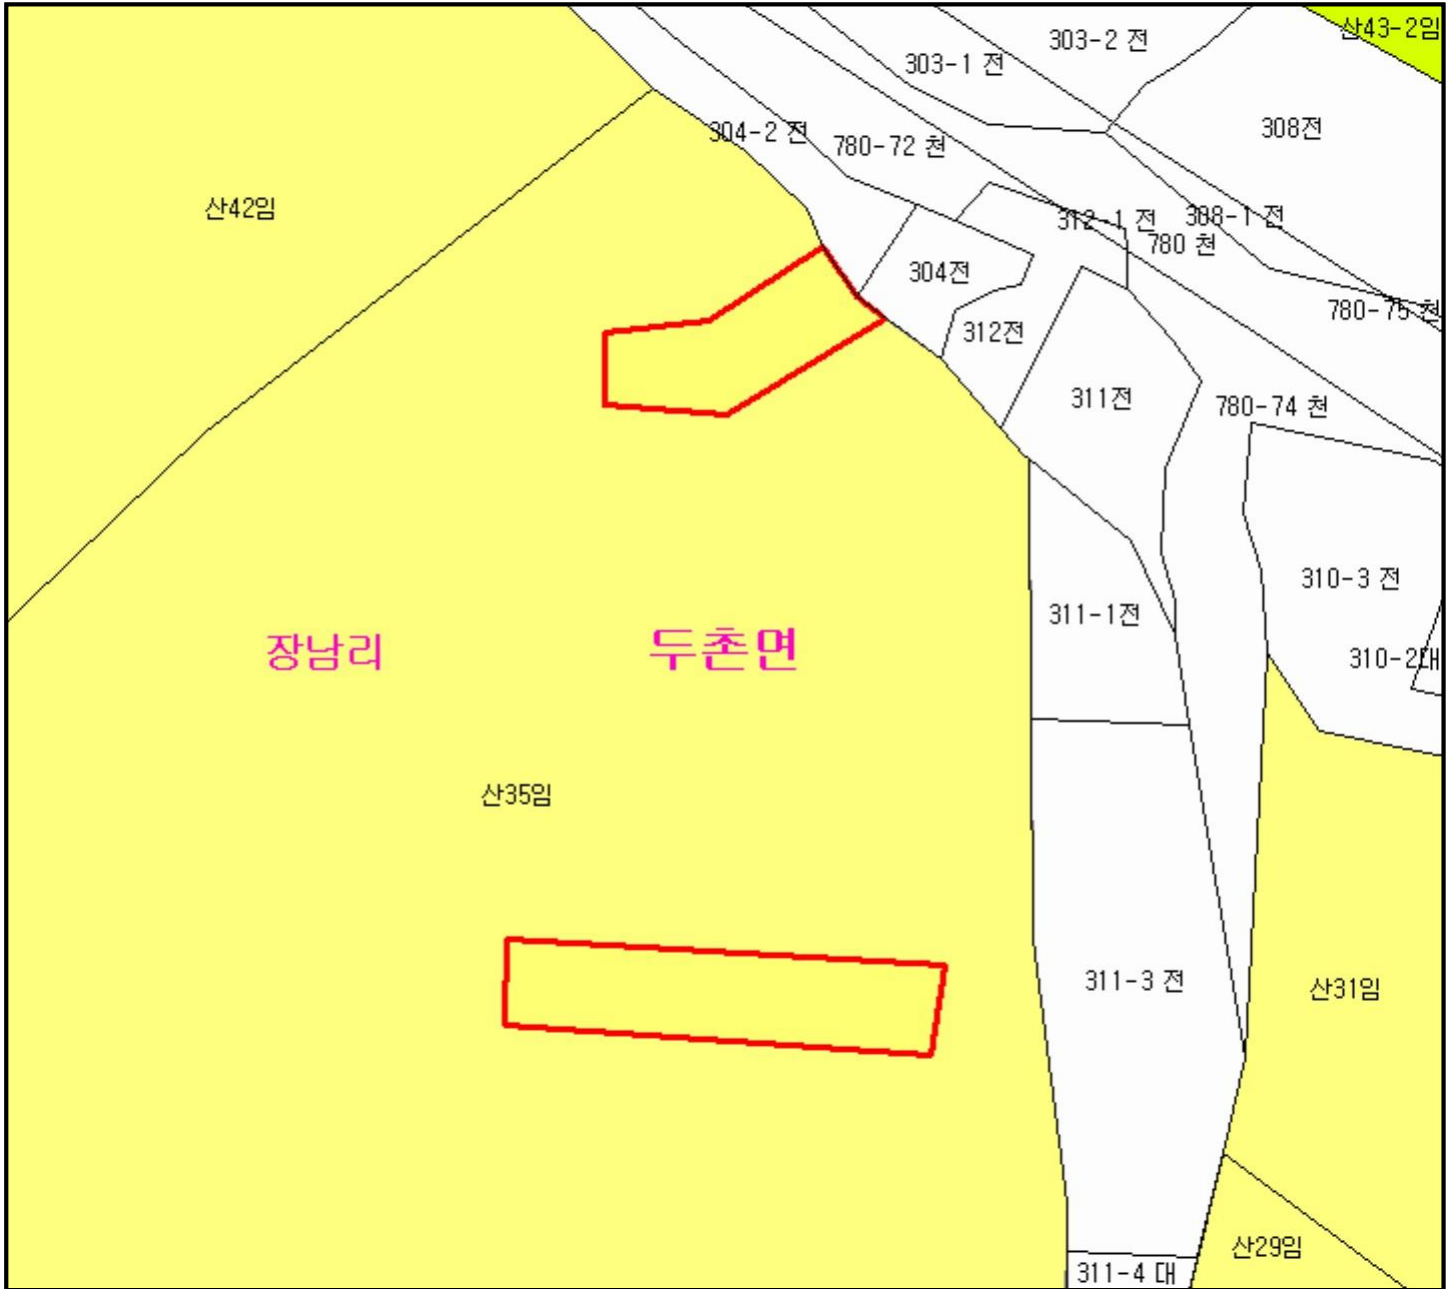 산43-2임
303-2 전
303-1 전
308전
304-2 전
780-72 천
산42임
312-1 전
308-1 전
780 천
304전
780-75 천
312전
311전
780-74 천
310-3 전
311-1전
장남리
두촌면
310-2대
산35임
311-3 전
산31임
산29임
311-4 대